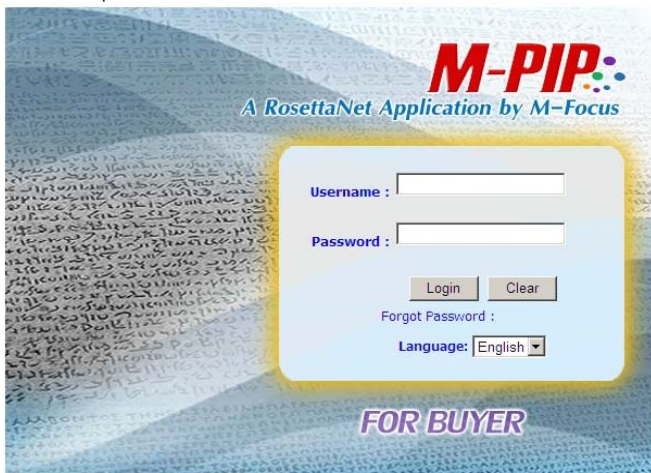 M-PIP
A RosettaNet Application by M-Focus
Username :
Password :
Login Clear
Forgot Password :
Language: English
FOR BUYER